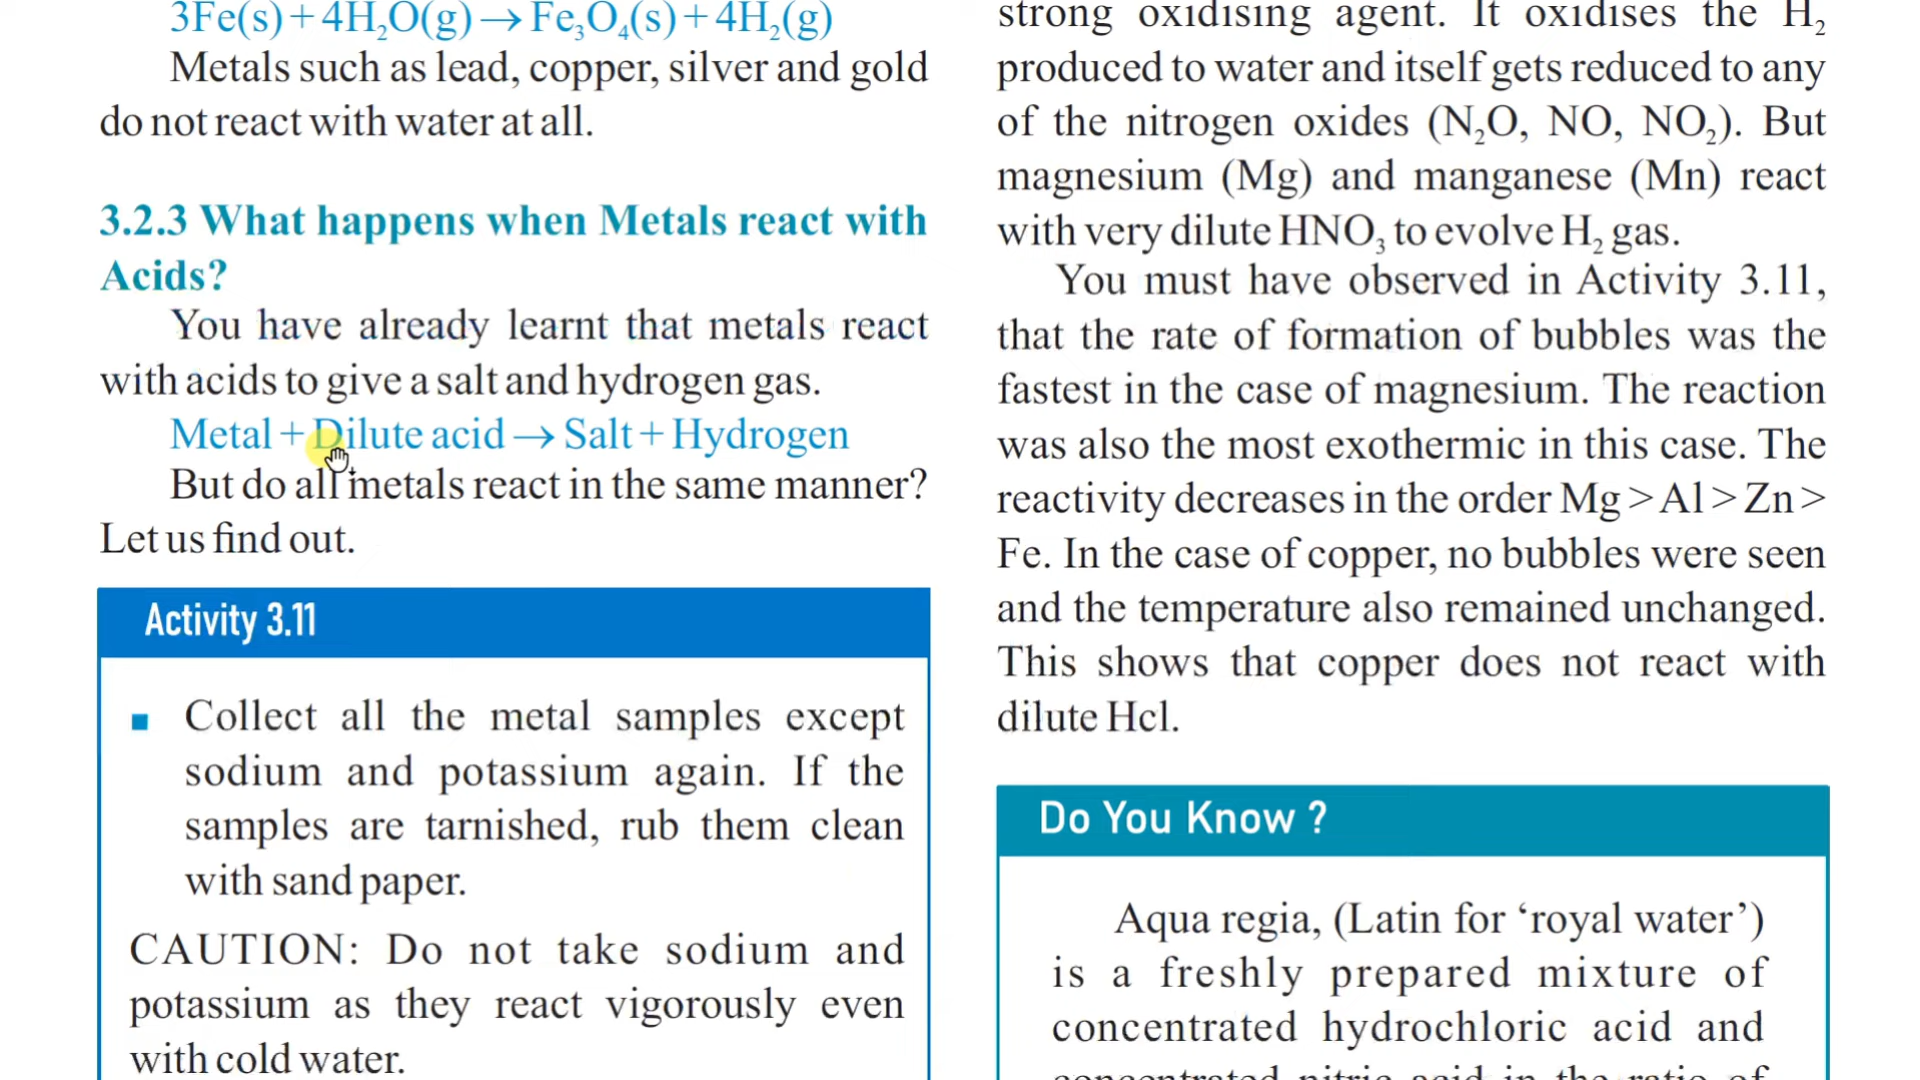 3Fe(s) + 4H₂O(g) → Fe₃O₄(s) + 4H₂(g)
Metals such as lead, copper, silver and gold
do not react with water at all.
3.2.3 What happens when Metals react with
Acids?
You have already learnt that metals react
with acids to give a salt and hydrogen gas.
Metal + Dilute acid → Salt + Hydrogen
But do all metals react in the same manner?
Let us find out.
Activity 3.11
■ Collect all the metal samples except
sodium and potassium again. If the
samples are tarnished, rub them clean
with sand paper.
CAUTION: Do not take sodium and
potassium as they react vigorously even
with cold water.
strong oxidising agent. It oxidises the H₂
produced to water and itself gets reduced to any
of the nitrogen oxides (N₂O, NO, NO₂). But
magnesium (Mg) and manganese (Mn) react
with very dilute HNO₃ to evolve H₂ gas.
You must have observed in Activity 3.11,
that the rate of formation of bubbles was the
fastest in the case of magnesium. The reaction
was also the most exothermic in this case. The
reactivity decreases in the order Mg > Al > Zn >
Fe. In the case of copper, no bubbles were seen
and the temperature also remained unchanged.
This shows that copper does not react with
dilute Hcl.
Do You Know ?
Aqua regia, (Latin for ‘royal water’)
is a freshly prepared mixture of
concentrated hydrochloric acid and
concentrated nitric acid in the ratio of